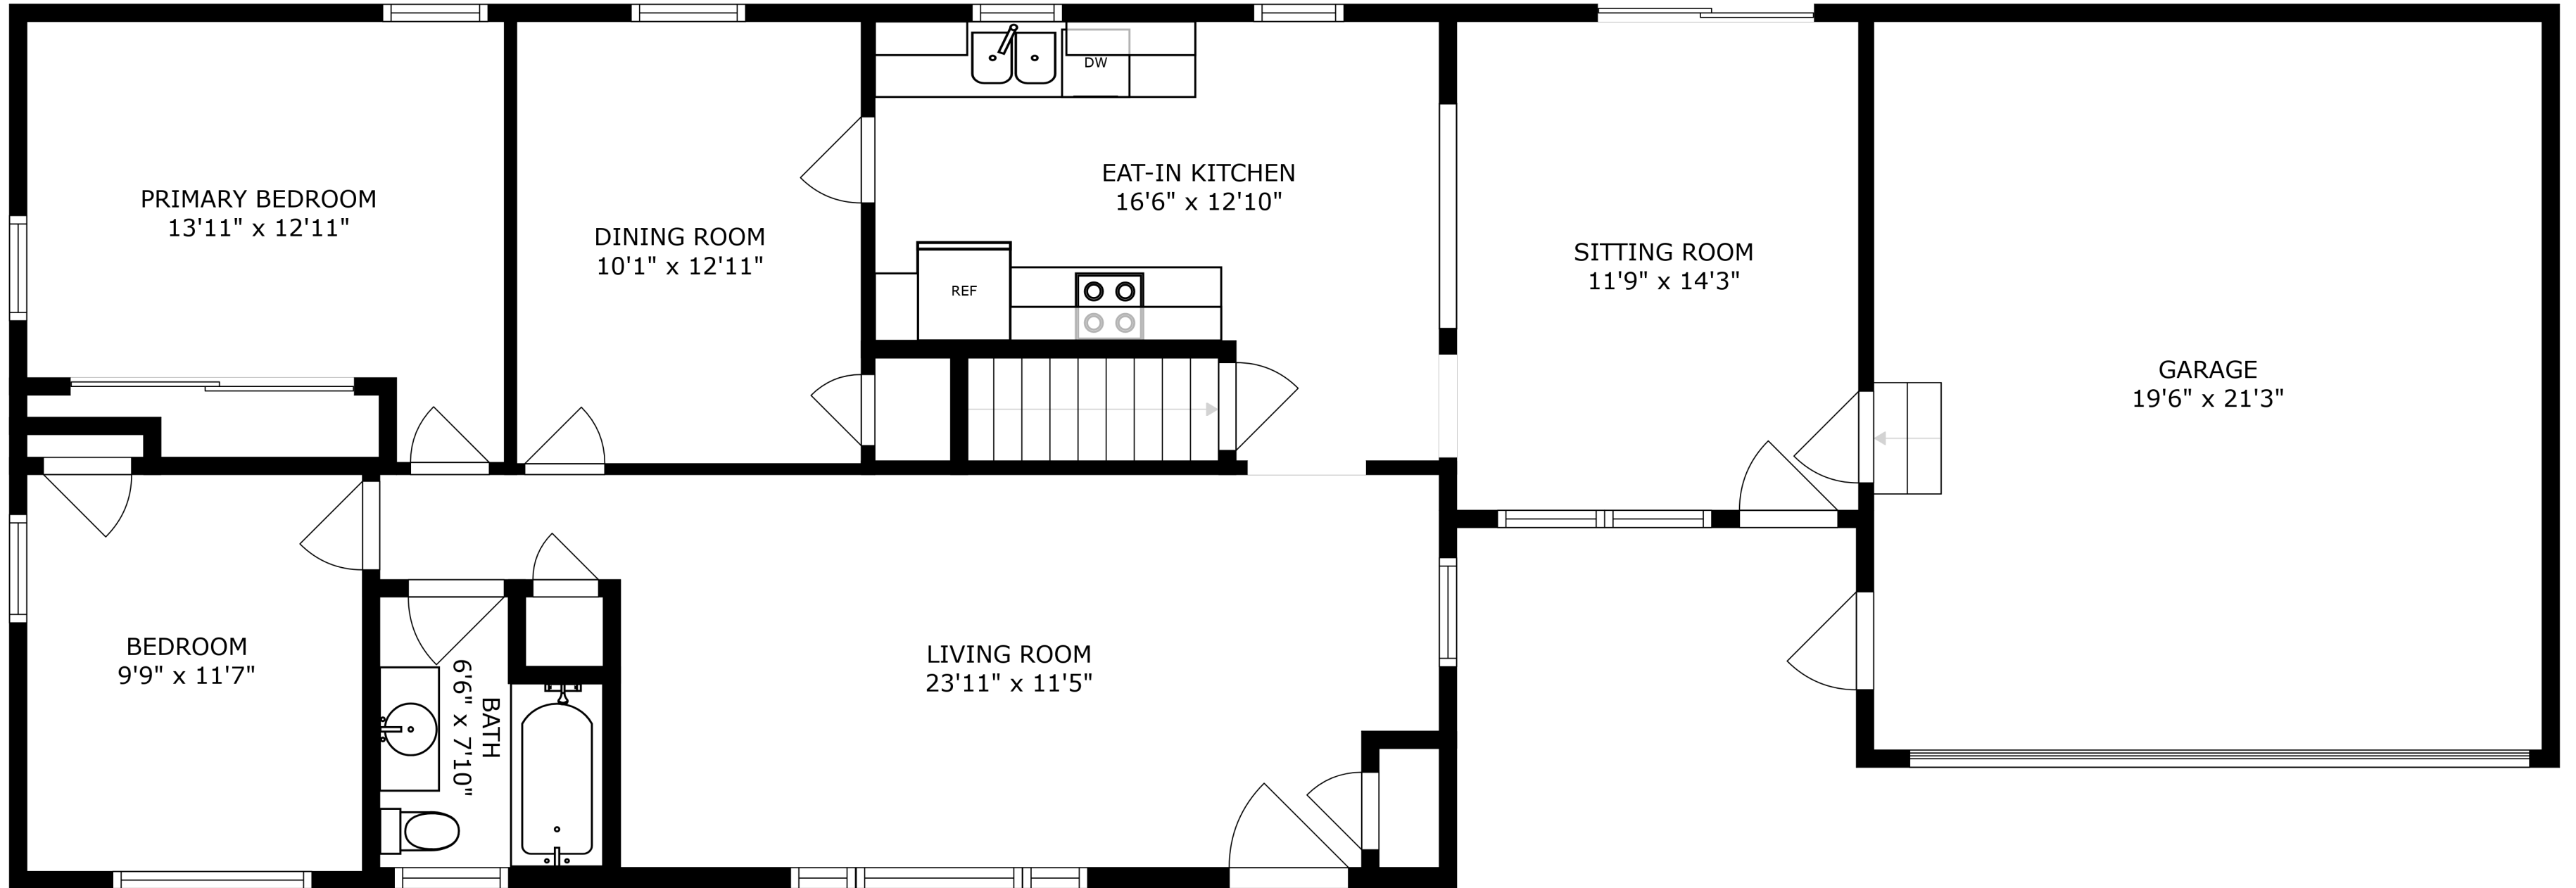 PRIMARY BEDROOM
13'11" x 12'11"
DINING ROOM
10'1" x 12'11"
DW
EAT-IN KITCHEN
16'6" x 12'10"
REF
SITTING ROOM
11'9" x 14'3"
GARAGE
19'6" x 21'3"
BEDROOM
9'9" x 11'7"
BATH
6'6" x 7'10"
LIVING ROOM
23'11" x 11'5"